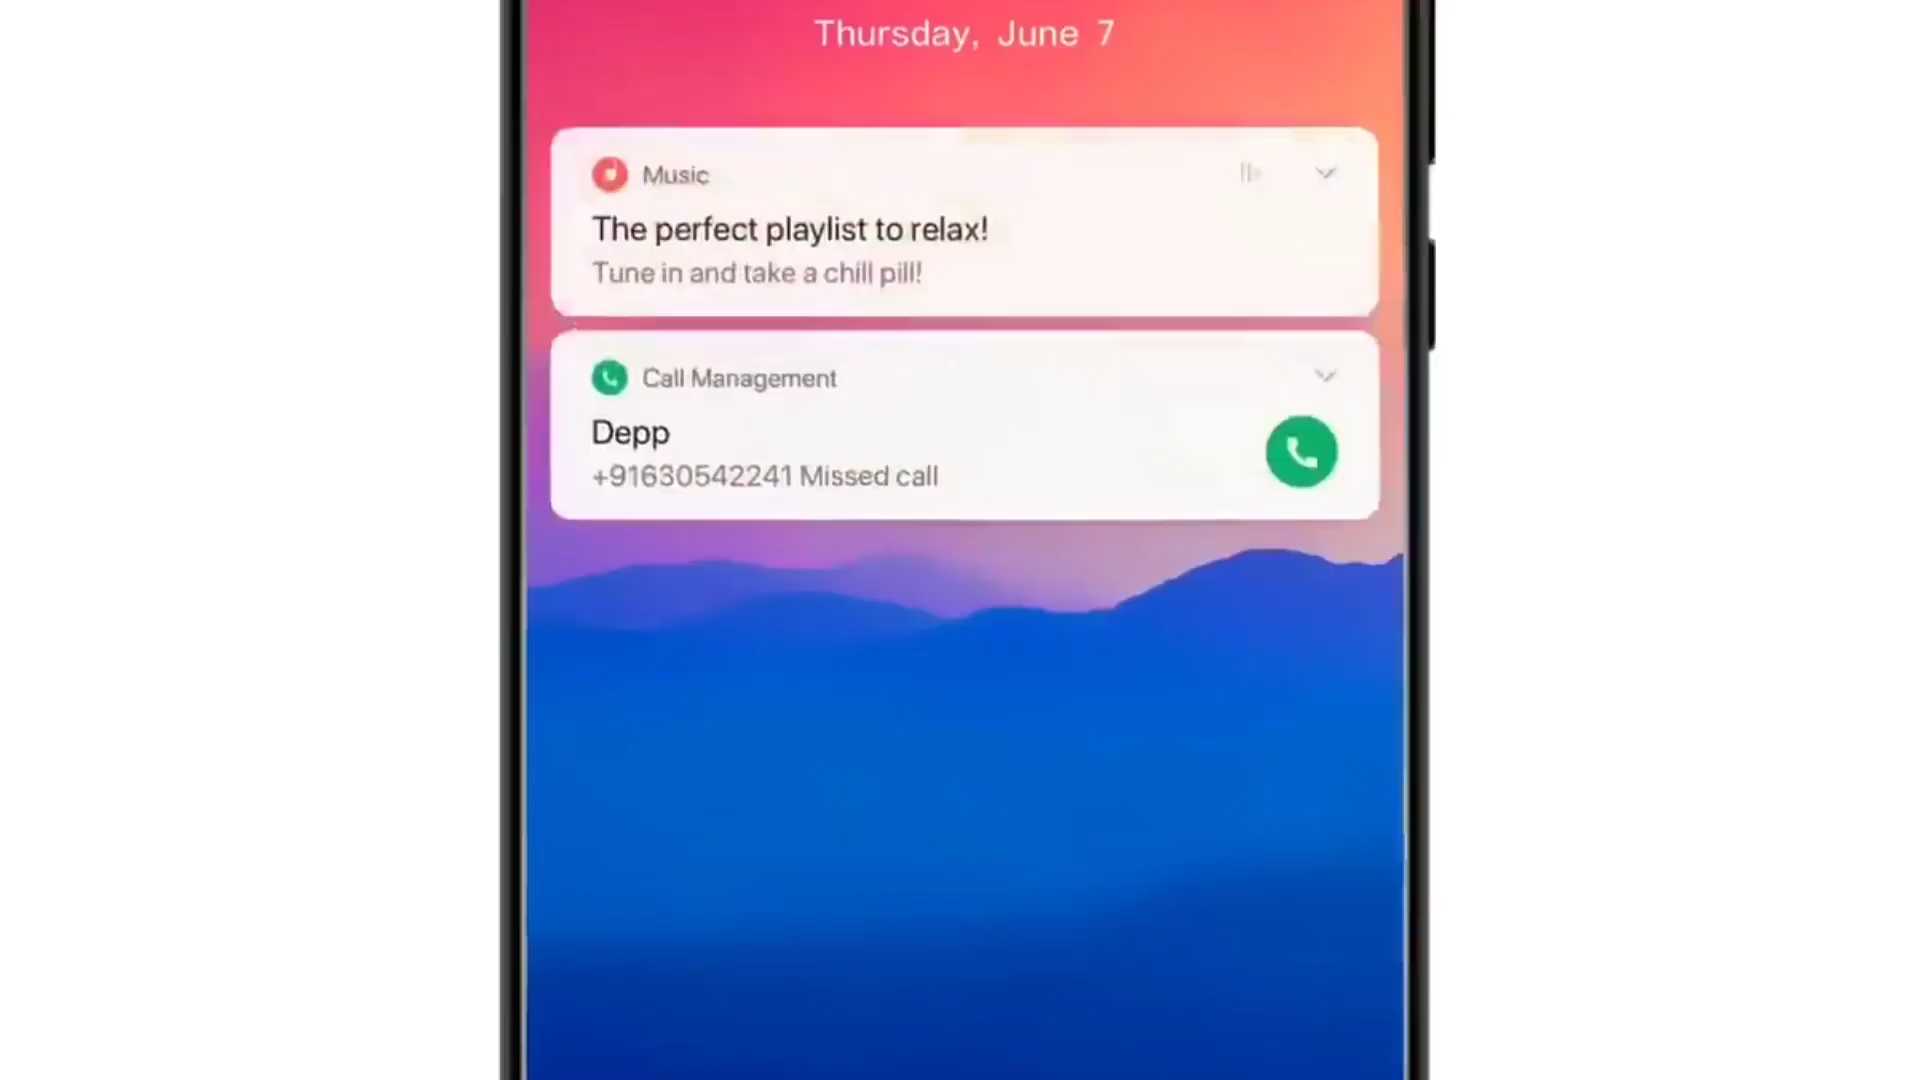 Thursday, June 7
Music
The perfect playlist to relax!
Tune in and take a chill pill!
Call Management
Depp
+91630542241 Missed call